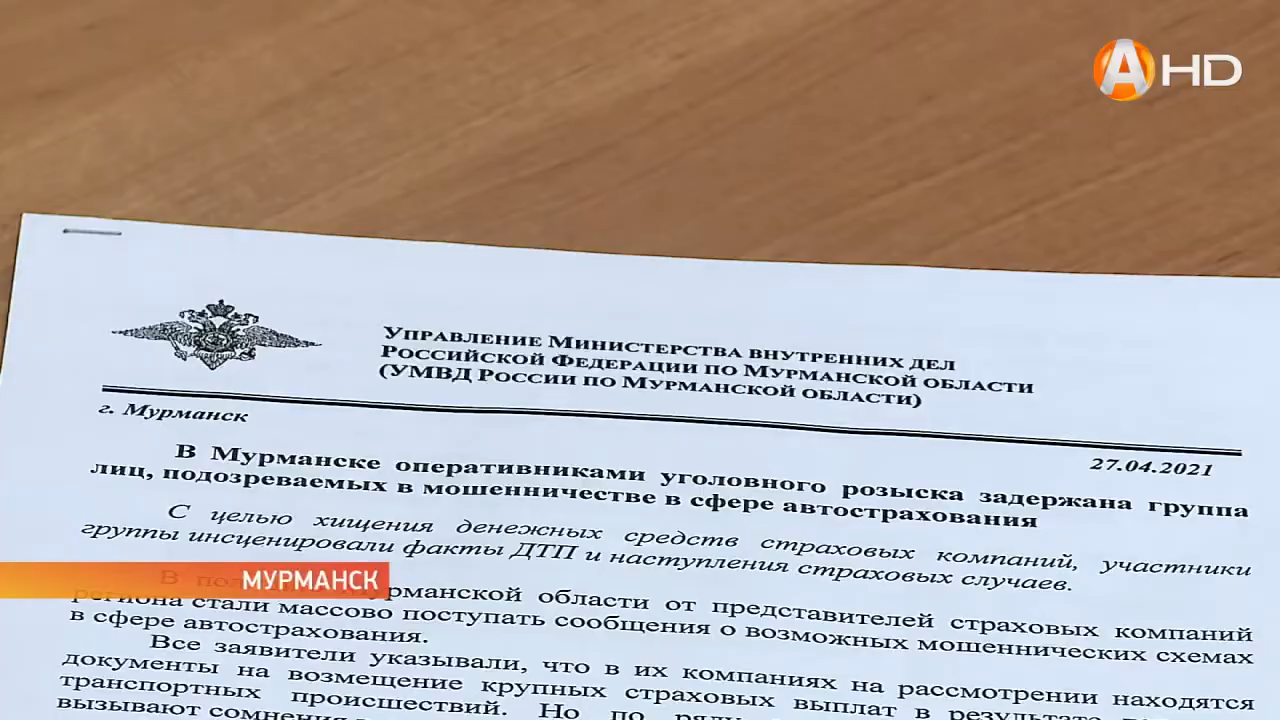 А HD
Управление Министерства внутренних дел
Российской Федерации по Мурманской области
(УМВД России по Мурманской области)
г. Мурманск
27.04.2021
В Мурманске оперативниками уголовного розыска задержана группа
лиц, подозреваемых в мошенничестве в сфере автострахования
С целью хищения денежных средств страховых компаний, участники
группы инсценировали факты ДТП и наступления страховых случаев.
МУРМАНСК
В Мурманской области от представителей страховых компаний
региона стали массово поступать сообщения о возможных мошеннических схемах
в сфере автострахования.
Все заявители указывали, что в их компаниях на рассмотрении находятся
документы на возмещение крупных страховых выплат в результате
транспортных происшествий. Но по ряду
вызывают сомнения